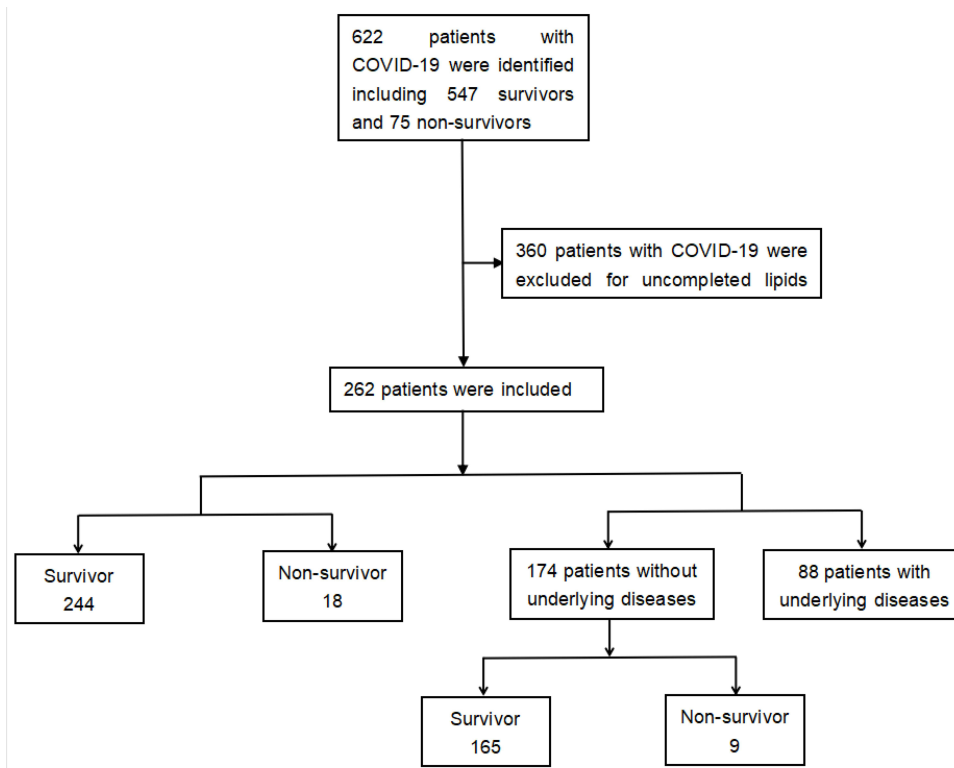 622 patients with
COVID-19 were identified
including 547 survivors
and 75 non-survivors
360 patients with COVID-19 were
excluded for uncompleted lipids
262 patients were included
Survivor
244
Non-survivor
18
174 patients without
underlying diseases
88 patients with
underlying diseases
Survivor
165
Non-survivor
9